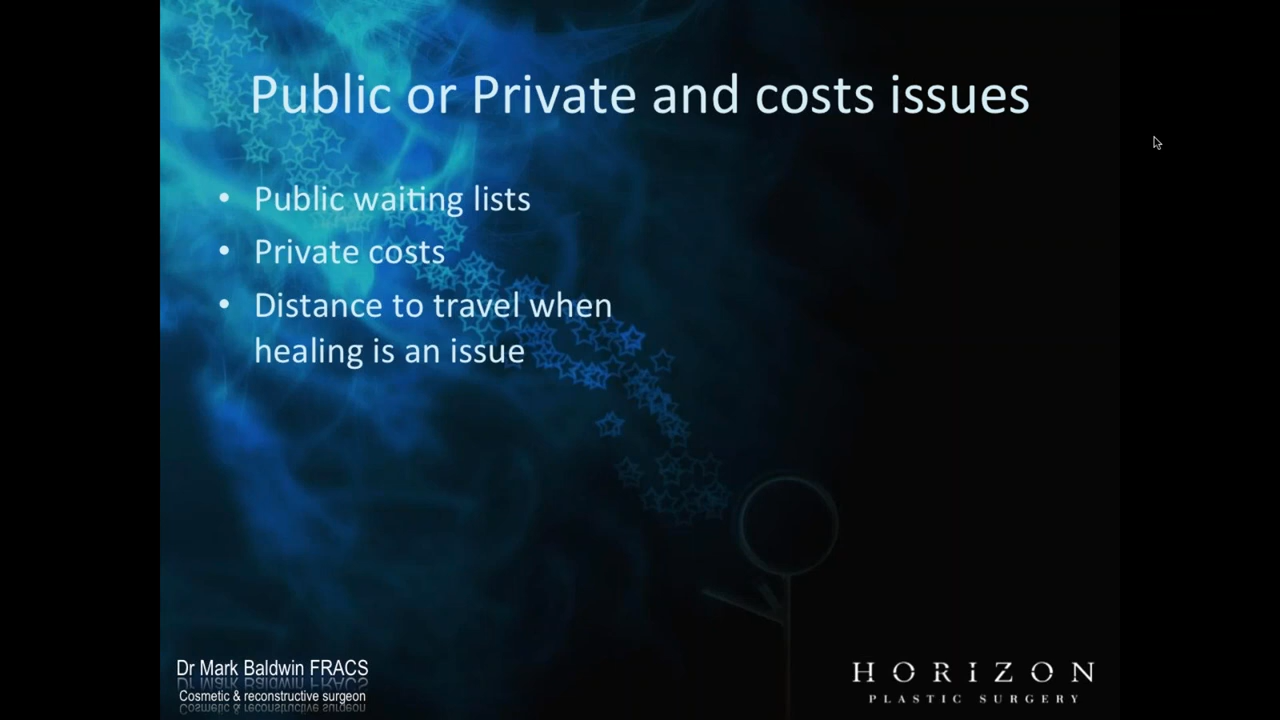 Public or Private and costs issues
• Public waiting lists
• Private costs
• Distance to travel when
healing is an issue
Dr Mark Baldwin FRACS
Cosmetic & reconstructive surgeon
HORIZON
PLASTIC SURGERY